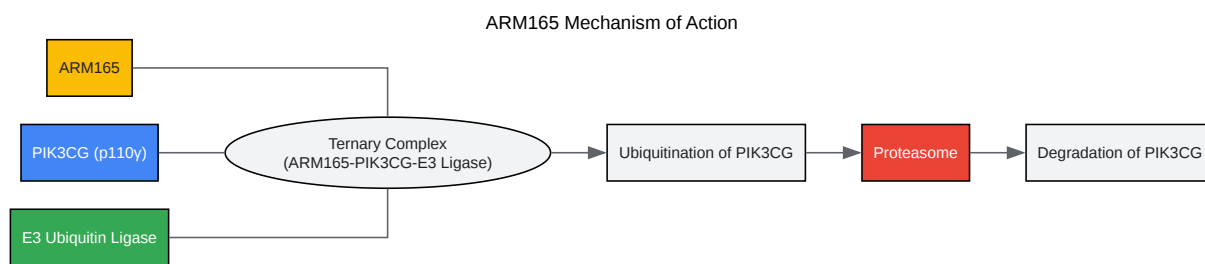 ARM165 Mechanism of Action
ARM165
PIK3CG (p110γ)
E3 Ubiquitin Ligase
Ternary Complex
(ARM165-PIK3CG-E3 Ligase)
Ubiquitination of PIK3CG
Proteasome
Degradation of PIK3CG